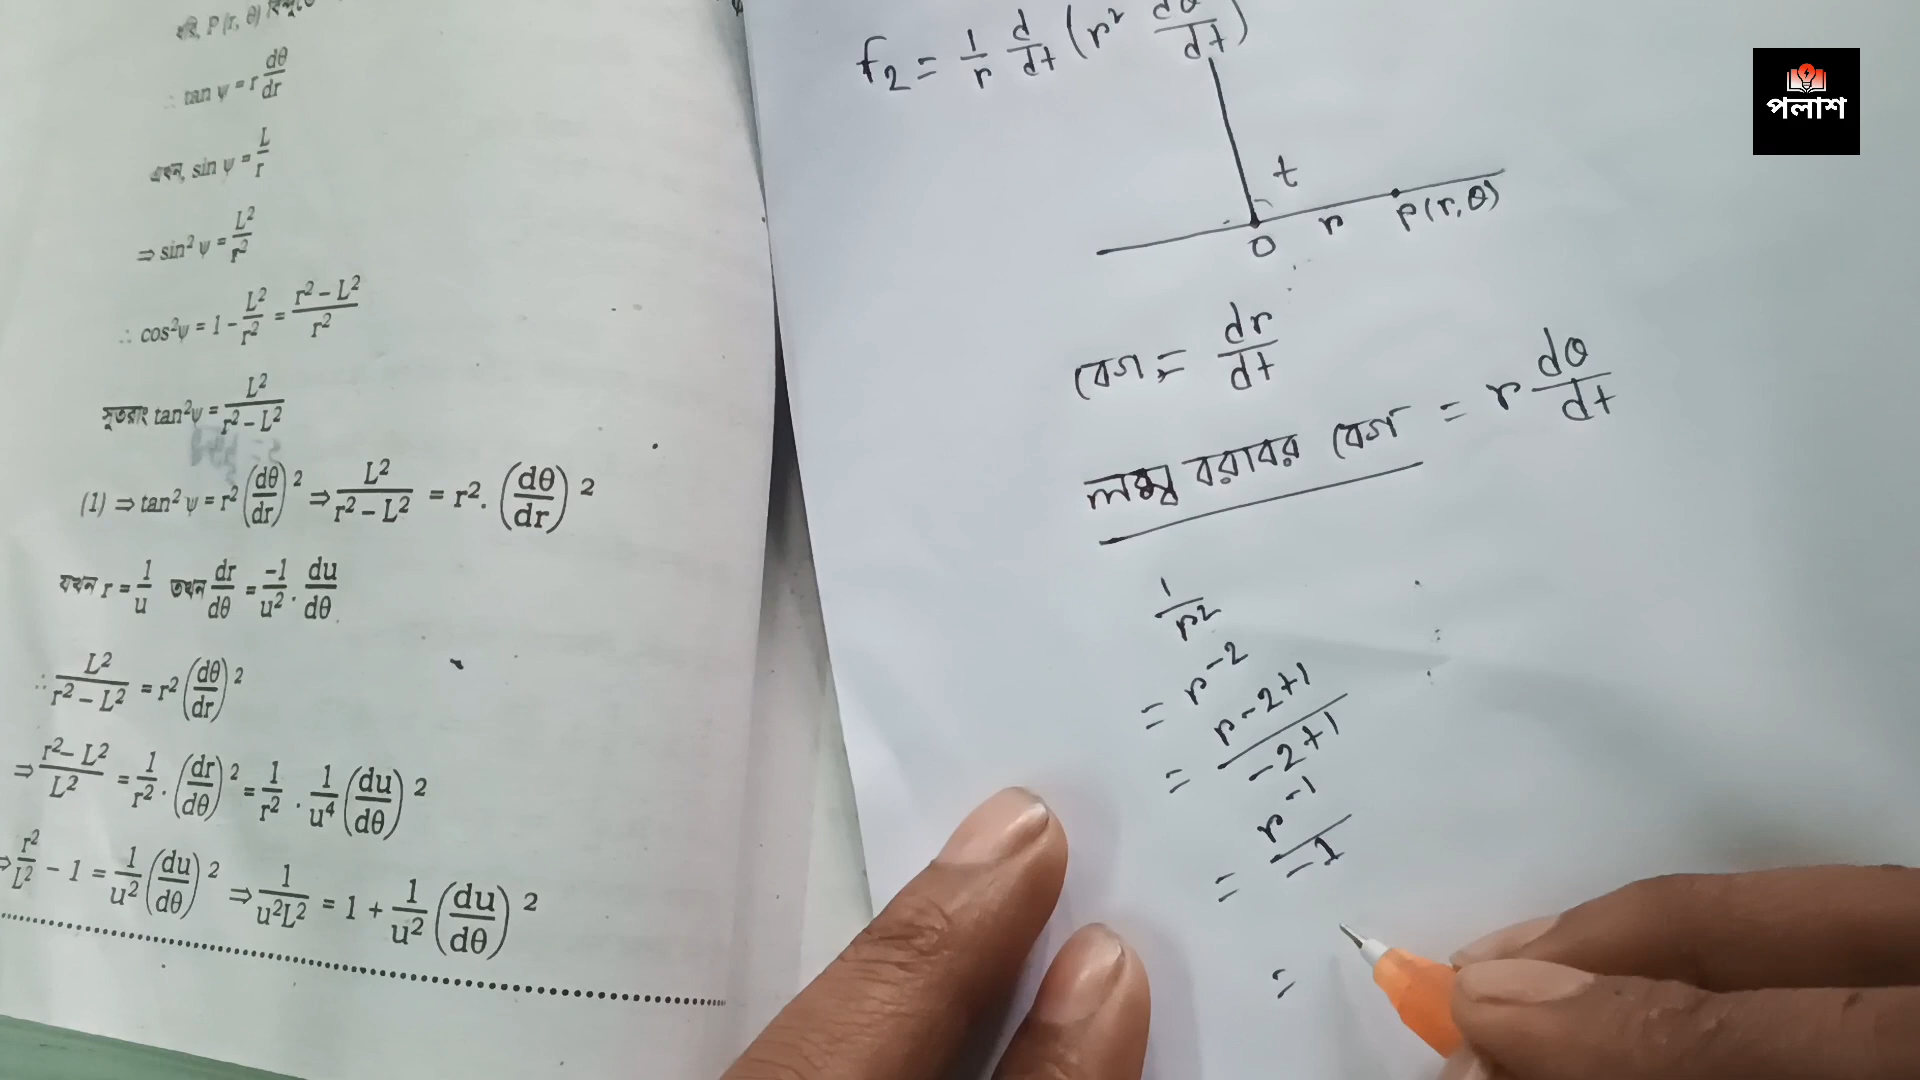 ধরি, P (r, θ) বিন্দুতে
∴ tan ψ = r dθ/dr
এখন, sin ψ = L/r
⇒ sin² ψ = L²/r²
∴ cos²ψ = 1 - L²/r² = (r² – L²)/r²
সুতরাং tan²ψ = L²/(r² – L²)
(1) ⇒ tan² ψ = r² (dθ/dr)² ⇒ L²/(r² – L²) = r². (dθ/dr)²
যখন r = 1/u তখন dr/dθ = -1/u² . du/dθ
∴ L²/(r² – L²) = r² (dθ/dr)²
⇒ (r² – L²)/L² = 1/r² . (dr/dθ)² = 1/r² . 1/u⁴ (du/dθ)²
⇒ r²/L² – 1 = 1/u² (du/dθ)² ⇒ 1/u²L² = 1 + 1/u² (du/dθ)²
f₂ = 1/r d/dt (r² dθ/dt)
t
O r P(r, θ)
বেগ = dr/dt
লম্ব বরাবর বেগ = r dθ/dt
1/r²
= r⁻²
= r⁻²⁺¹/-2+1
= r⁻¹/-1
=
পলাশ